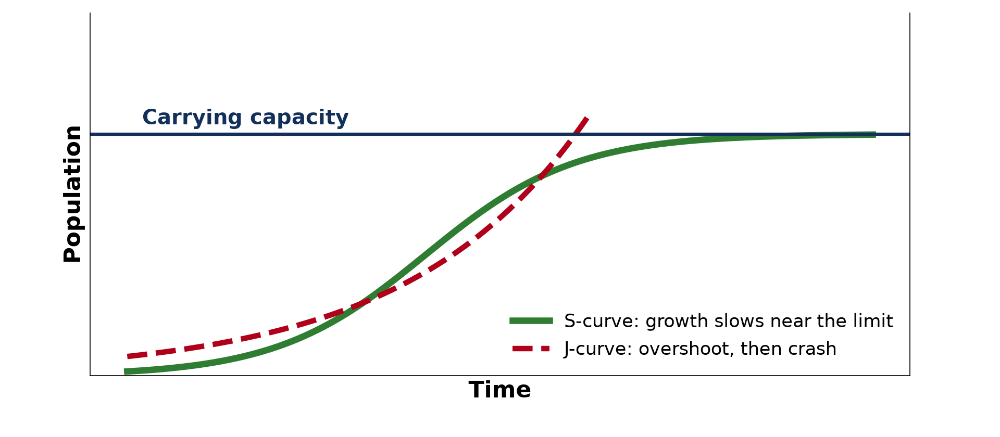 Carrying capacity
Population
S-curve: growth slows near the limit
J-curve: overshoot, then crash
Time